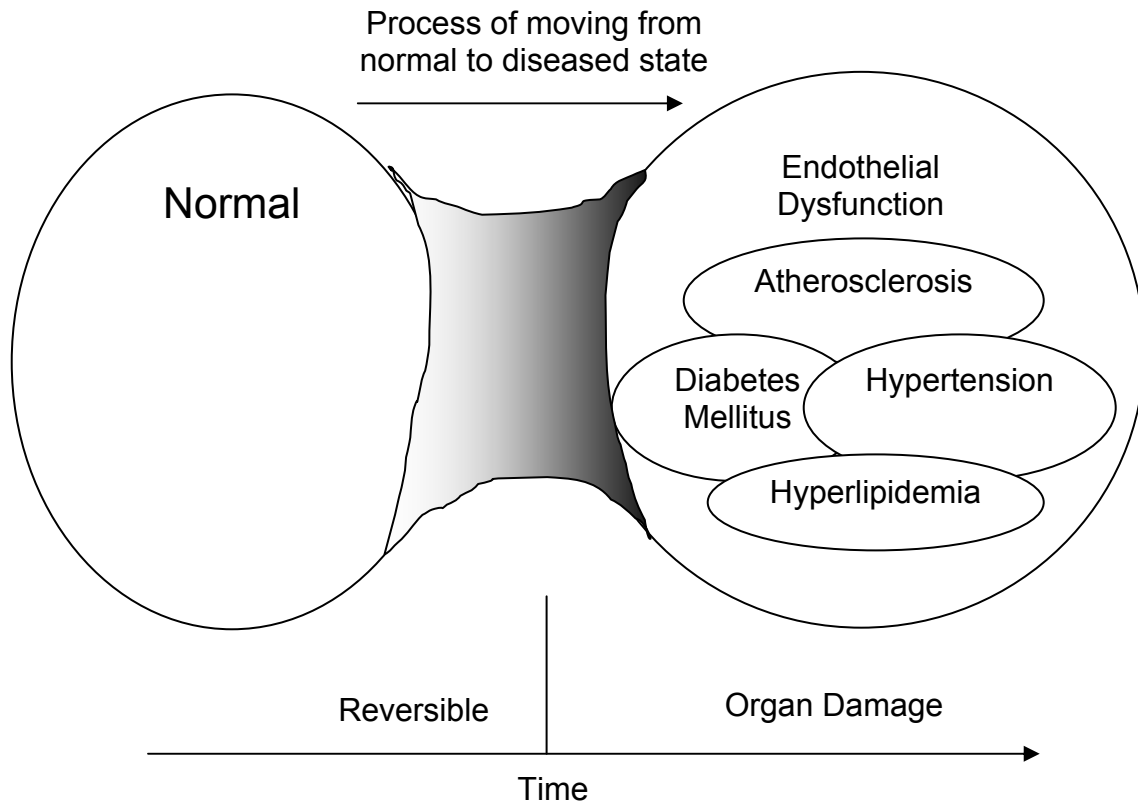 Process of moving from
normal to diseased state
Normal
Endothelial
Dysfunction
Atherosclerosis
Diabetes
Mellitus
Hypertension
Hyperlipidemia
Reversible
Organ Damage
Time